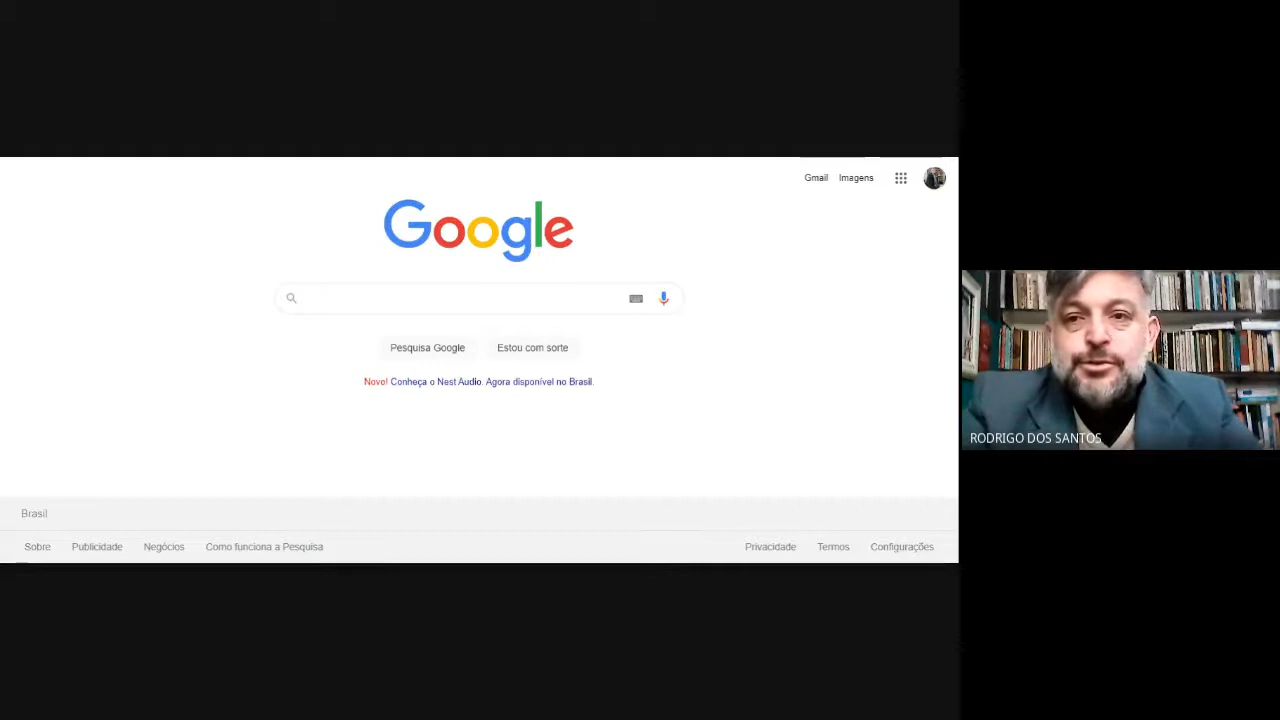 Gmail Imagens
Google
Pesquisa Google Estou com sorte
Novo! Conheça o Nest Audio. Agora disponível no Brasil.
RODRIGO DOS SANTOS
Brasil
Sobre Publicidade Negócios Como funciona a Pesquisa Privacidade Termos Configurações